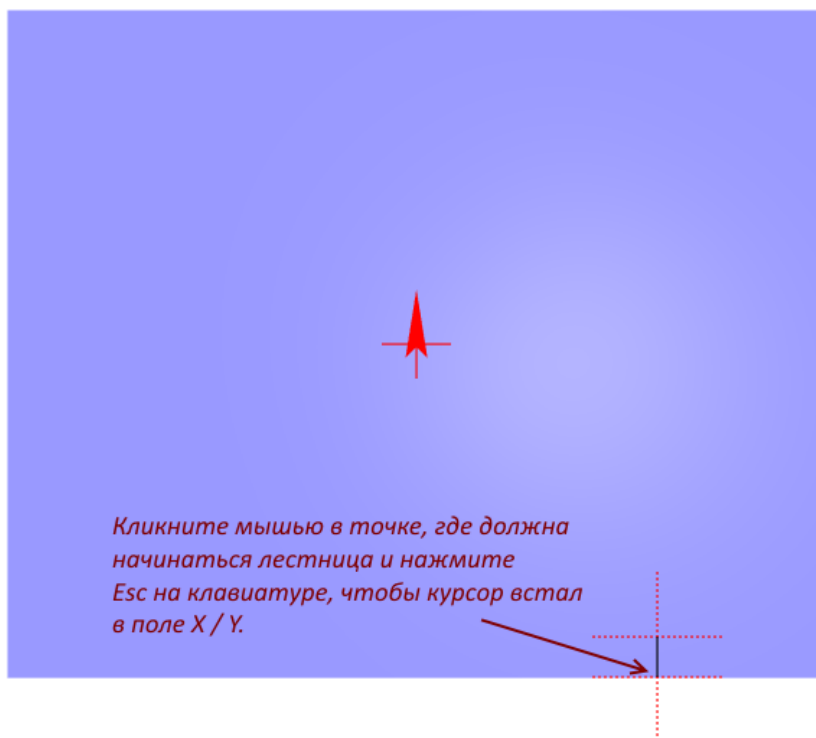 Кликните мышью в точке, где должна
начинаться лестница и нажмите
Esc на клавиатуре, чтобы курсор встал
в поле X / Y.